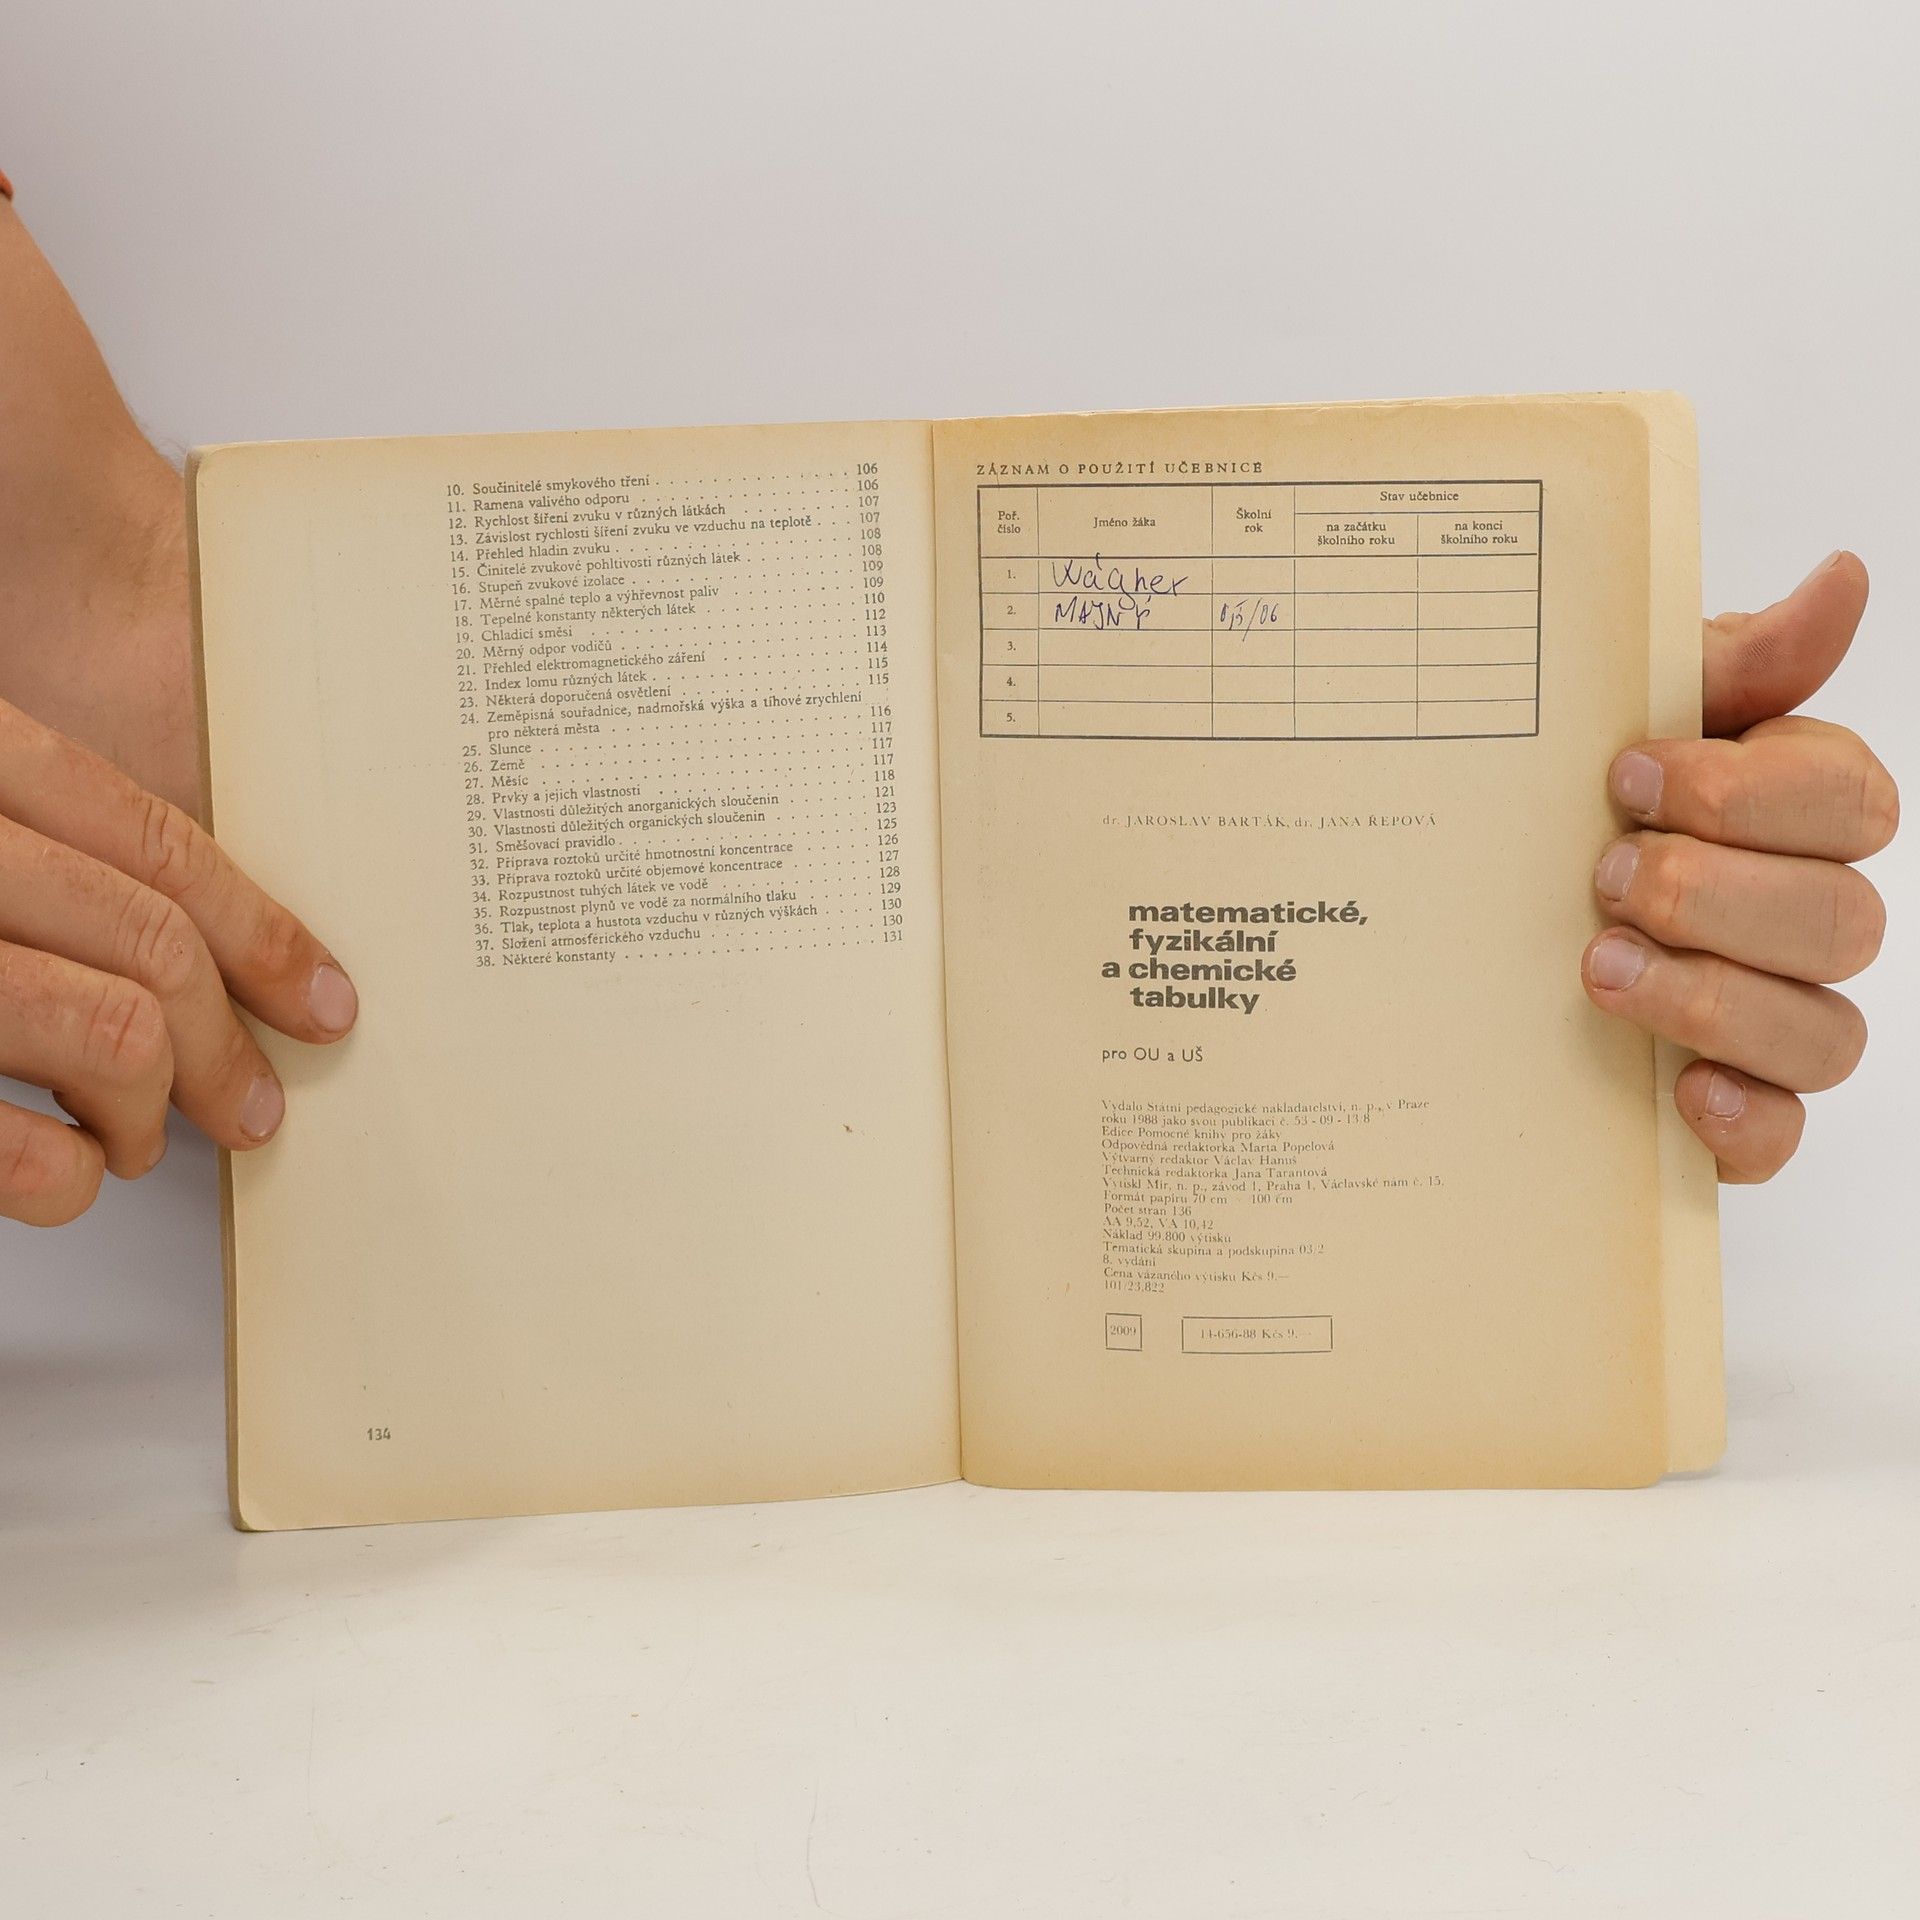 10. Součinitelé smykového tření . . . . . . . . . . . . 106
11. Ramena valivého odporu . . . . . . . . . . . . 106
12. Rychlost šíření zvuku v různých látkách . . . . . . . 107
13. Závislost rychlosti šíření zvuku ve vzduchu na teplotě . . . 107
14. Přehled hladin zvuku . . . . . . . . . . . . . 108
15. Činitelé zvukové pohltivosti různých látek . . . . . . . 108
16. Stupeň zvukové izolace . . . . . . . . . . . . . 109
17. Měrné spalné teplo a výhřevnost paliv . . . . . . . . 109
18. Tepelné konstanty některých látek . . . . . . . . . 110
19. Chladicí směsi . . . . . . . . . . . . . . . 112
20. Měrný odpor vodičů . . . . . . . . . . . . . 113
21. Přehled elektromagnetického záření . . . . . . . . . 114
22. Index lomu různých látek . . . . . . . . . . . . 115
23. Některá doporučená osvětlení . . . . . . . . . . . 115
24. Zeměpisná souřadnice, nadmořská výška a tíhové zrychlení
pro některá města . . . . . . . . . . . . . . 116
25. Slunce . . . . . . . . . . . . . . . . . . 117
26. Země . . . . . . . . . . . . . . . . . . 117
27. Měsíc . . . . . . . . . . . . . . . . . . 117
28. Prvky a jejich vlastnosti . . . . . . . . . . . . 118
29. Vlastnosti důležitých anorganických sloučenin . . . . . 121
30. Vlastnosti důležitých organických sloučenin . . . . . . 123
31. Směšovací pravidlo . . . . . . . . . . . . . . 125
32. Příprava roztoků určité hmotnostní koncentrace . . . . . 126
33. Příprava roztoků určité objemové koncentrace . . . . . 127
34. Rozpustnost tuhých látek ve vodě . . . . . . . . . 128
35. Rozpustnost plynů ve vodě za normálního tlaku . . . . . 129
36. Tlak, teplota a hustota vzduchu v různých výškách . . . . 130
37. Složení atmosférického vzduchu . . . . . . . . . . 130
38. Některé konstanty . . . . . . . . . . . . . . 131
134
ZÁZNAM O POUŽITÍ UČEBNICE
Poř. číslo Jméno žáka Školní rok Stav učebnice
na začátku školního roku na konci školního roku
1. Wágner
2. MAJNÝ 05/06
3.
4.
5.
dr. JAROSLAV BARTÁK, dr. JANA ŘEPOVÁ
matematické,
fyzikální
a chemické
tabulky
pro OU a UŠ
Vydalo Státní pedagogické nakladatelství, n. p., v Praze
roku 1988 jako svou publikaci č. 53 - 09 - 13/8
Edice Pomocné knihy pro žáky
Odpovědná redaktorka Marta Popelová
Výtvarný redaktor Václav Hanuš
Technická redaktorka Jana Tarantová
Vytiskl Mír, n. p., závod 1, Praha 1, Václavské nám č. 15.
Formát papíru 70 cm × 100 cm
Počet stran 136
AA 9,52, VA 10,42
Náklad 99.800 výtisků
Tematická skupina a podskupina 03/2
8. vydání
Cena vázaného výtisku Kčs 9,—
101/23,822
2009 14-656-88 Kčs 9,—